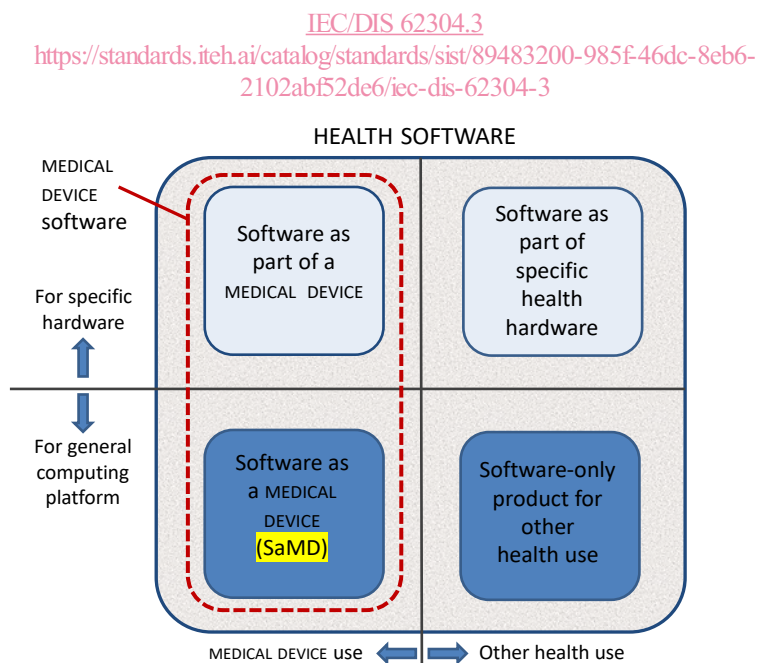 IEC/DIS 62304.3
https://standards.iteh.ai/catalog/standards/sist/89483200-985f-46dc-8eb6-
2102abf52de6/iec-dis-62304-3
HEALTH SOFTWARE
MEDICAL
DEVICE
software
Software as
part of a
MEDICAL DEVICE
Software as
part of
specific
health
hardware
For specific
hardware
For general
computing
platform
Software as
a MEDICAL
DEVICE
(SaMD)
Software-only
product for
other
health use
MEDICAL DEVICE use
Other health use